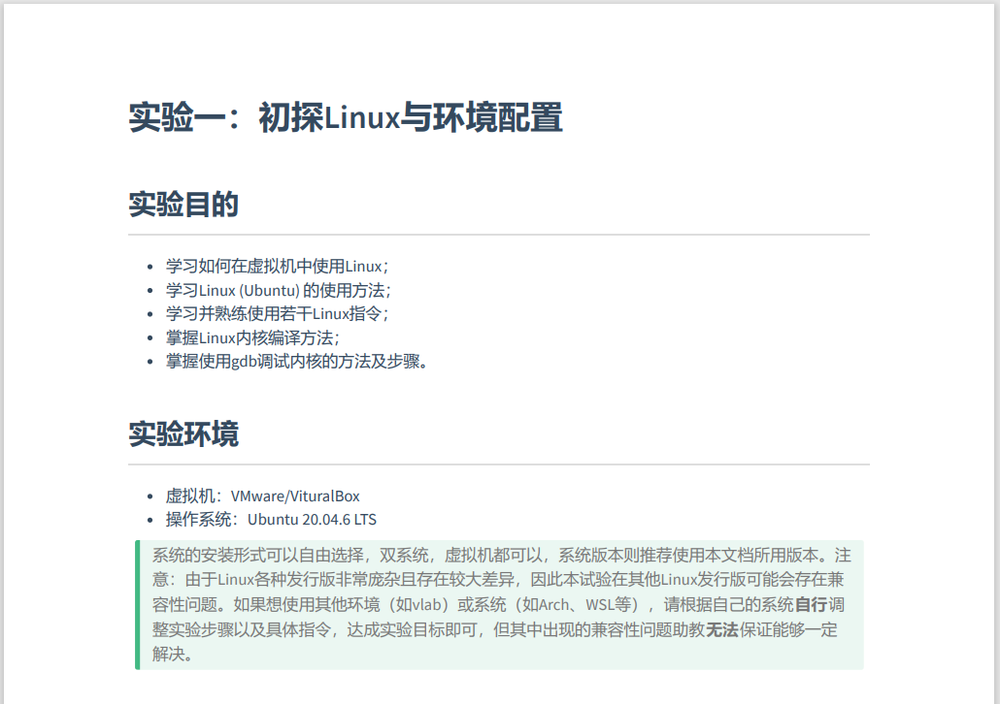 实验一：初探Linux与环境配置
实验目的
学习如何在虚拟机中使用Linux；
学习Linux (Ubuntu) 的使用方法；
学习并熟练使用若干Linux指令；
掌握Linux内核编译方法；
掌握使用gdb调试内核的方法及步骤。
实验环境
虚拟机：VMware/VituralBox
操作系统：Ubuntu 20.04.6 LTS
系统的安装形式可以自由选择，双系统，虚拟机都可以，系统版本则推荐使用本文档所用版本。注
意：由于Linux各种发行版非常庞杂且存在较大差异，因此本试验在其他Linux发行版可能会存在兼
容性问题。如果想使用其他环境（如vlab）或系统（如Arch、WSL等），请根据自己的系统自行调
整实验步骤以及具体指令，达成实验目标即可，但其中出现的兼容性问题助教无法保证能够一定
解决。